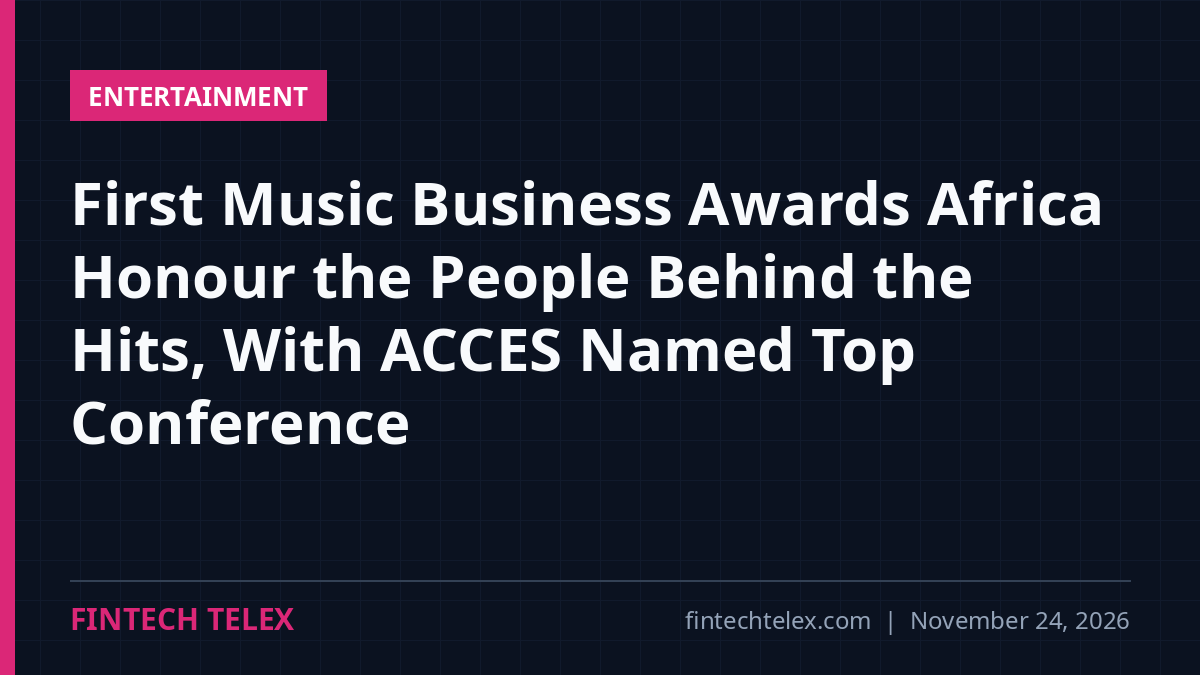 ENTERTAINMENT
First Music Business Awards Africa
Honour the People Behind the
Hits, With ACCES Named Top
Conference
FINTECH TELEX
fintechtelex.com | November 24, 2026